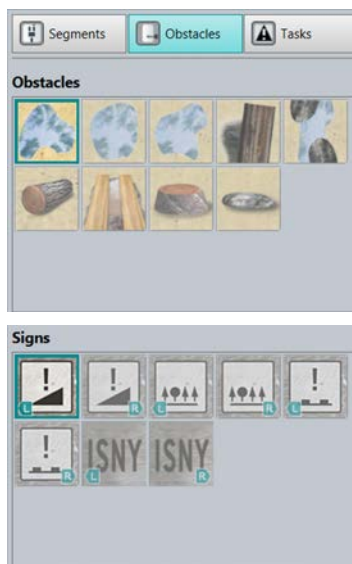 Segments Obstacles Tasks
Obstacles
Signs
! L
! R
L
R
! L
! R
ISNY L
ISNY R